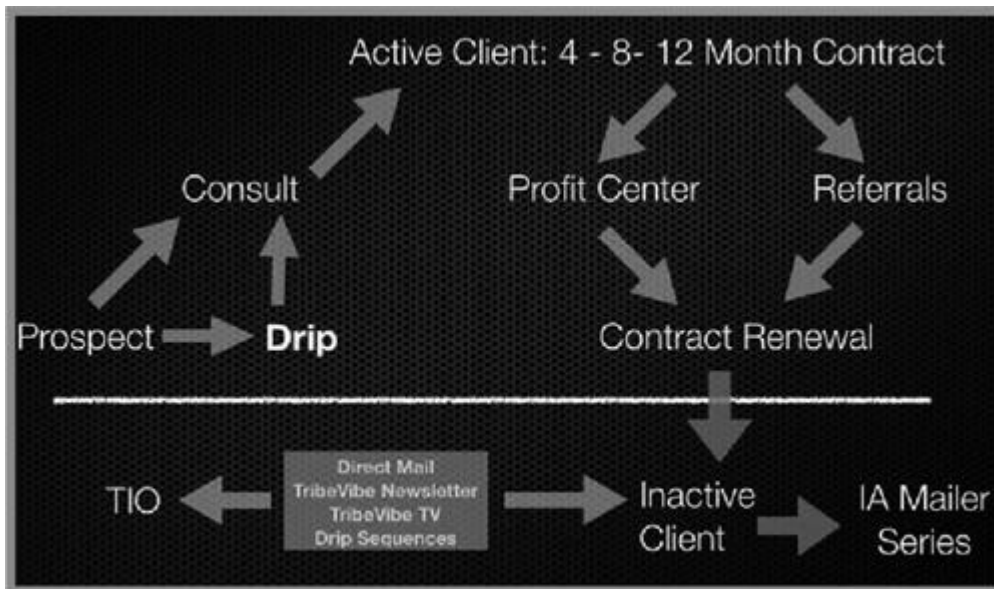 Active Client: 4 - 8- 12 Month Contract
Consult
Profit Center
Referrals
Prospect
Drip
Contract Renewal
TIO
Direct Mail
TribeVibe Newsletter
TribeVibe TV
Drip Sequences
Inactive
Client
IA Mailer
Series